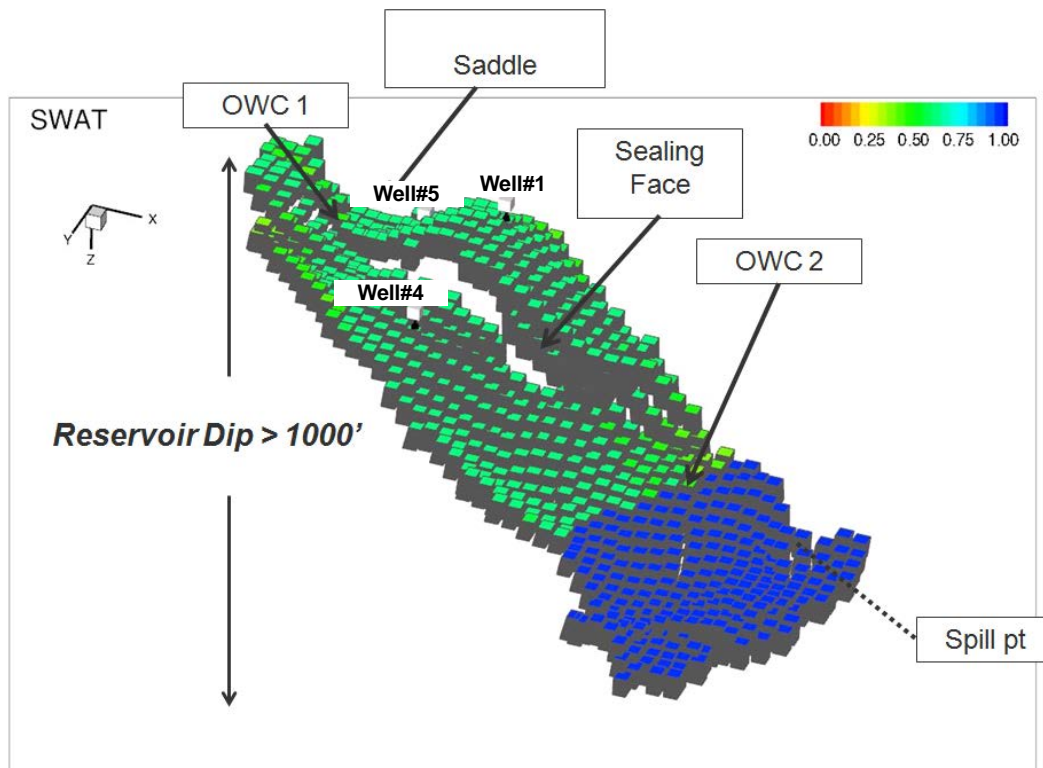 Saddle
OWC 1
SWAT
0.00 0.25 0.50 0.75 1.00
Sealing
Face
Well#5
Well#1
X
Y
Z
OWC 2
Well#4
Reservoir Dip > 1000’
Spill pt